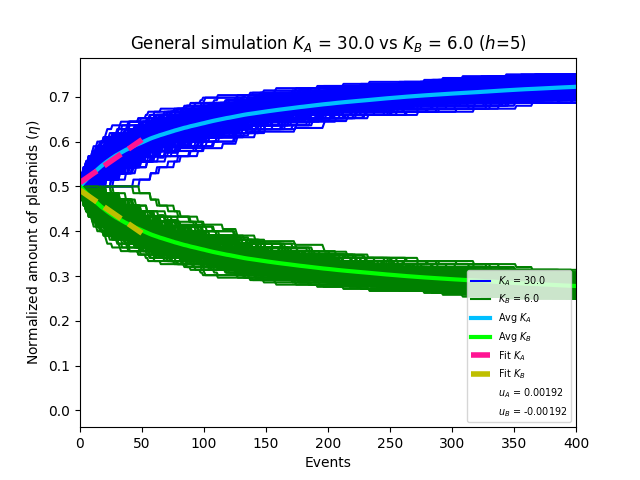 General simulation K_A = 30.0 vs K_B = 6.0 (h=5)
Normalized amount of plasmids (η)
0.7
0.6
0.5
0.4
0.3
0.2
0.1
0.0
K_A = 30.0
K_B = 6.0
Avg K_A
Avg K_B
Fit K_A
Fit K_B
u_A = 0.00192
u_B = -0.00192
0 50 100 150 200 250 300 350 400
Events